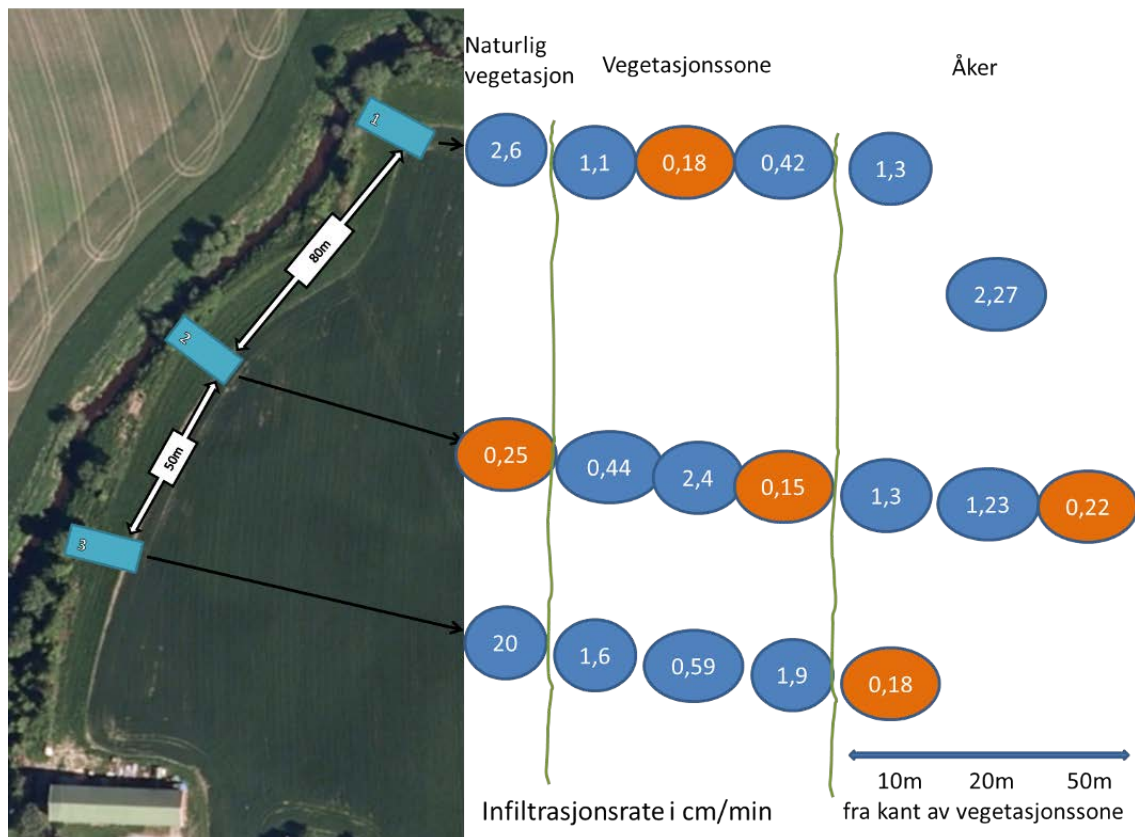 Naturlig
vegetasjon
Vegetasjonssone
Åker
1
2,6
1,1
0,18
0,42
1,3
80m
2,27
2
0,25
0,44
2,4
0,15
1,3
1,23
0,22
50m
3
20
1,6
0,59
1,9
0,18
10m 20m 50m
Infiltrasjonsrate i cm/min
fra kant av vegetasjonssone